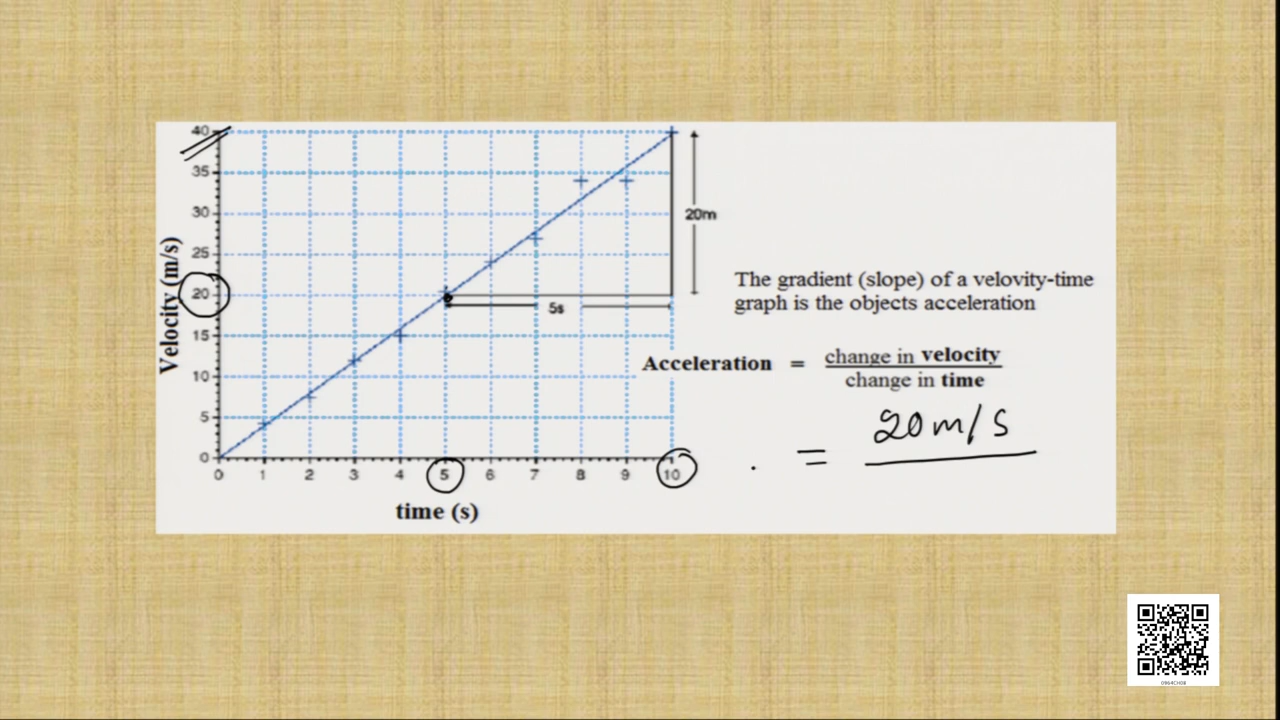 40
35
30
25
20
15
10
5
0
Velocity (m/s)
0 1 2 3 4 5 6 7 8 9 10
time (s)
20m
5s
The gradient (slope) of a velovity-time
graph is the objects acceleration
Acceleration = change in velocity
change in time
. = 20 m/s
0964CH08